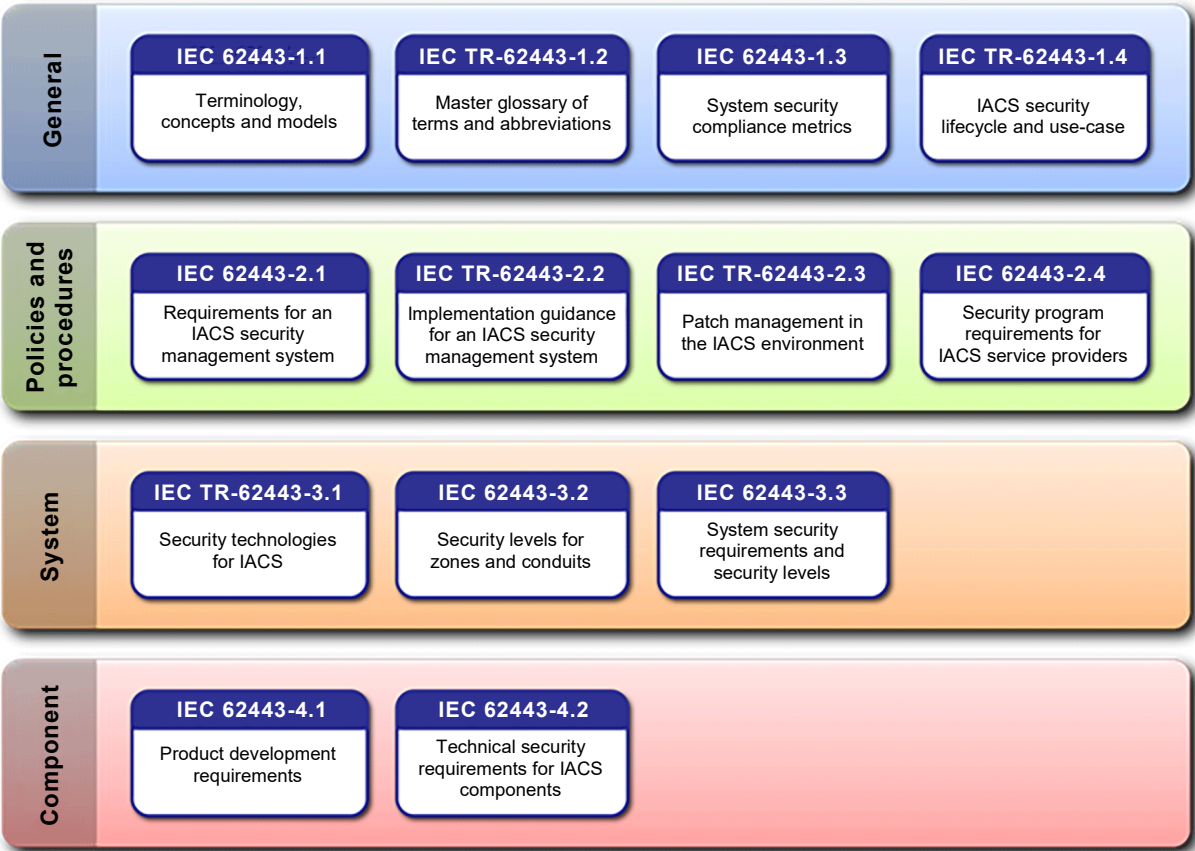 General
IEC 62443-1.1
Terminology,
concepts and models
IEC TR-62443-1.2
Master glossary of
terms and abbreviations
IEC 62443-1.3
System security
compliance metrics
IEC TR-62443-1.4
IACS security
lifecycle and use-case
Policies and
procedures
IEC 62443-2.1
Requirements for an
IACS security
management system
IEC TR-62443-2.2
Implementation guidance
for an IACS security
management system
IEC TR-62443-2.3
Patch management in
the IACS environment
IEC 62443-2.4
Security program
requirements for
IACS service providers
System
IEC TR-62443-3.1
Security technologies
for IACS
IEC 62443-3.2
Security levels for
zones and conduits
IEC 62443-3.3
System security
requirements and
security levels
Component
IEC 62443-4.1
Product development
requirements
IEC 62443-4.2
Technical security
requirements for IACS
components